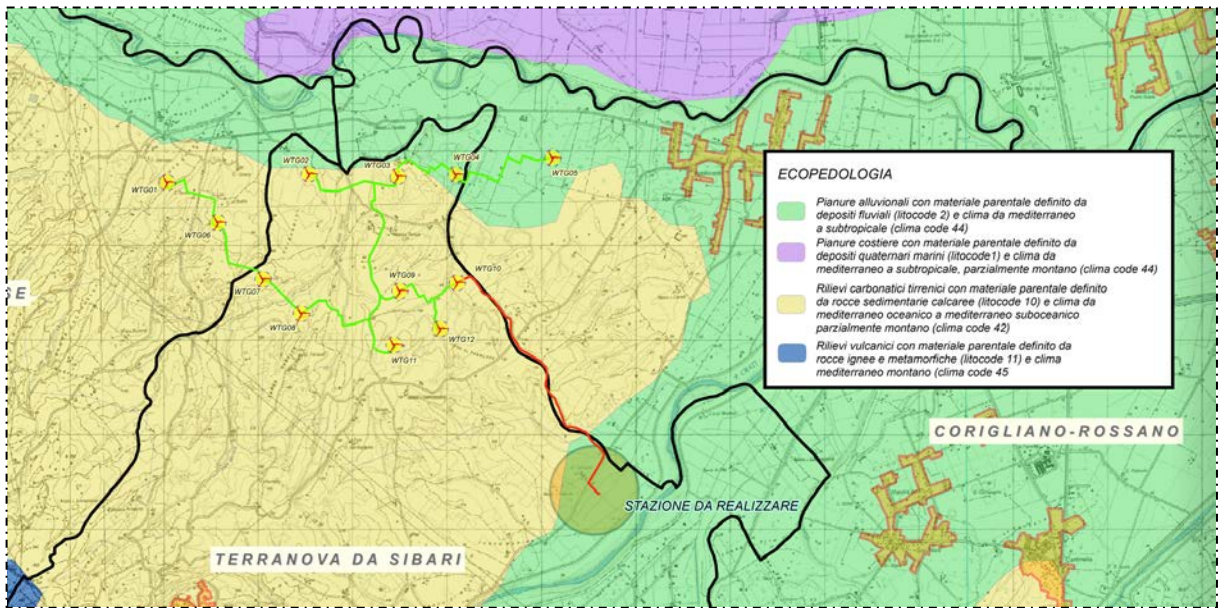 WTG01
WTG02
WTG03
WTG04
WTG05
WTG06
WTG07
WTG08
WTG09
WTG10
WTG11
WTG12
SE
ECOPEDOLOGIA
Pianure alluvionali con materiale parentale definito da
depositi fluviali (litocode 2) e clima da mediterraneo
a subtropicale (clima code 44)
Pianure costiere con materiale parentale definito da
depositi quaternari marini (litocode1) e clima da
mediterraneo a subtropicale, parzialmente montano (clima code 44)
Rilievi carbonatici tirrenici con materiale parentale definito
da rocce sedimentarie calcaree (litocode 10) e clima da
mediterraneo oceanico a mediterraneo suboceanico
parzialmente montano (clima code 42)
Rilievi vulcanici con materiale parentale definito da
rocce ignee e metamorfiche (litocode 11) e clima
mediterraneo montano (clima code 45
CORIGLIANO-ROSSANO
STAZIONE DA REALIZZARE
TERRANOVA DA SIBARI